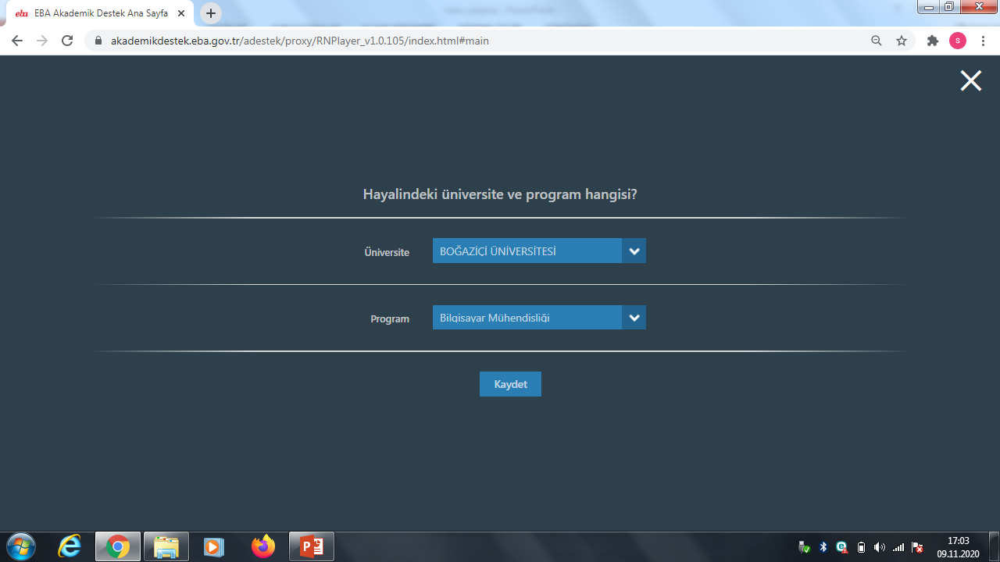 eba EBA Akademik Destek Ana Sayfa
akademikdestek.eba.gov.tr/adestek/proxy/RNPlayer_v1.0.105/index.html#main
S
Hayalindeki üniversite ve program hangisi?
Üniversite BOĞAZİÇİ ÜNİVERSİTESİ
Program Bilgisayar Mühendisliği
Kaydet
17:03
09.11.2020